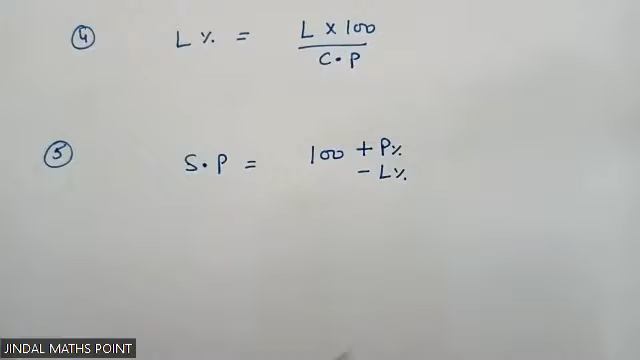 ④ L % = L × 100
C·P
⑤ S·P = 100 + P%
- L%
JINDAL MATHS POINT